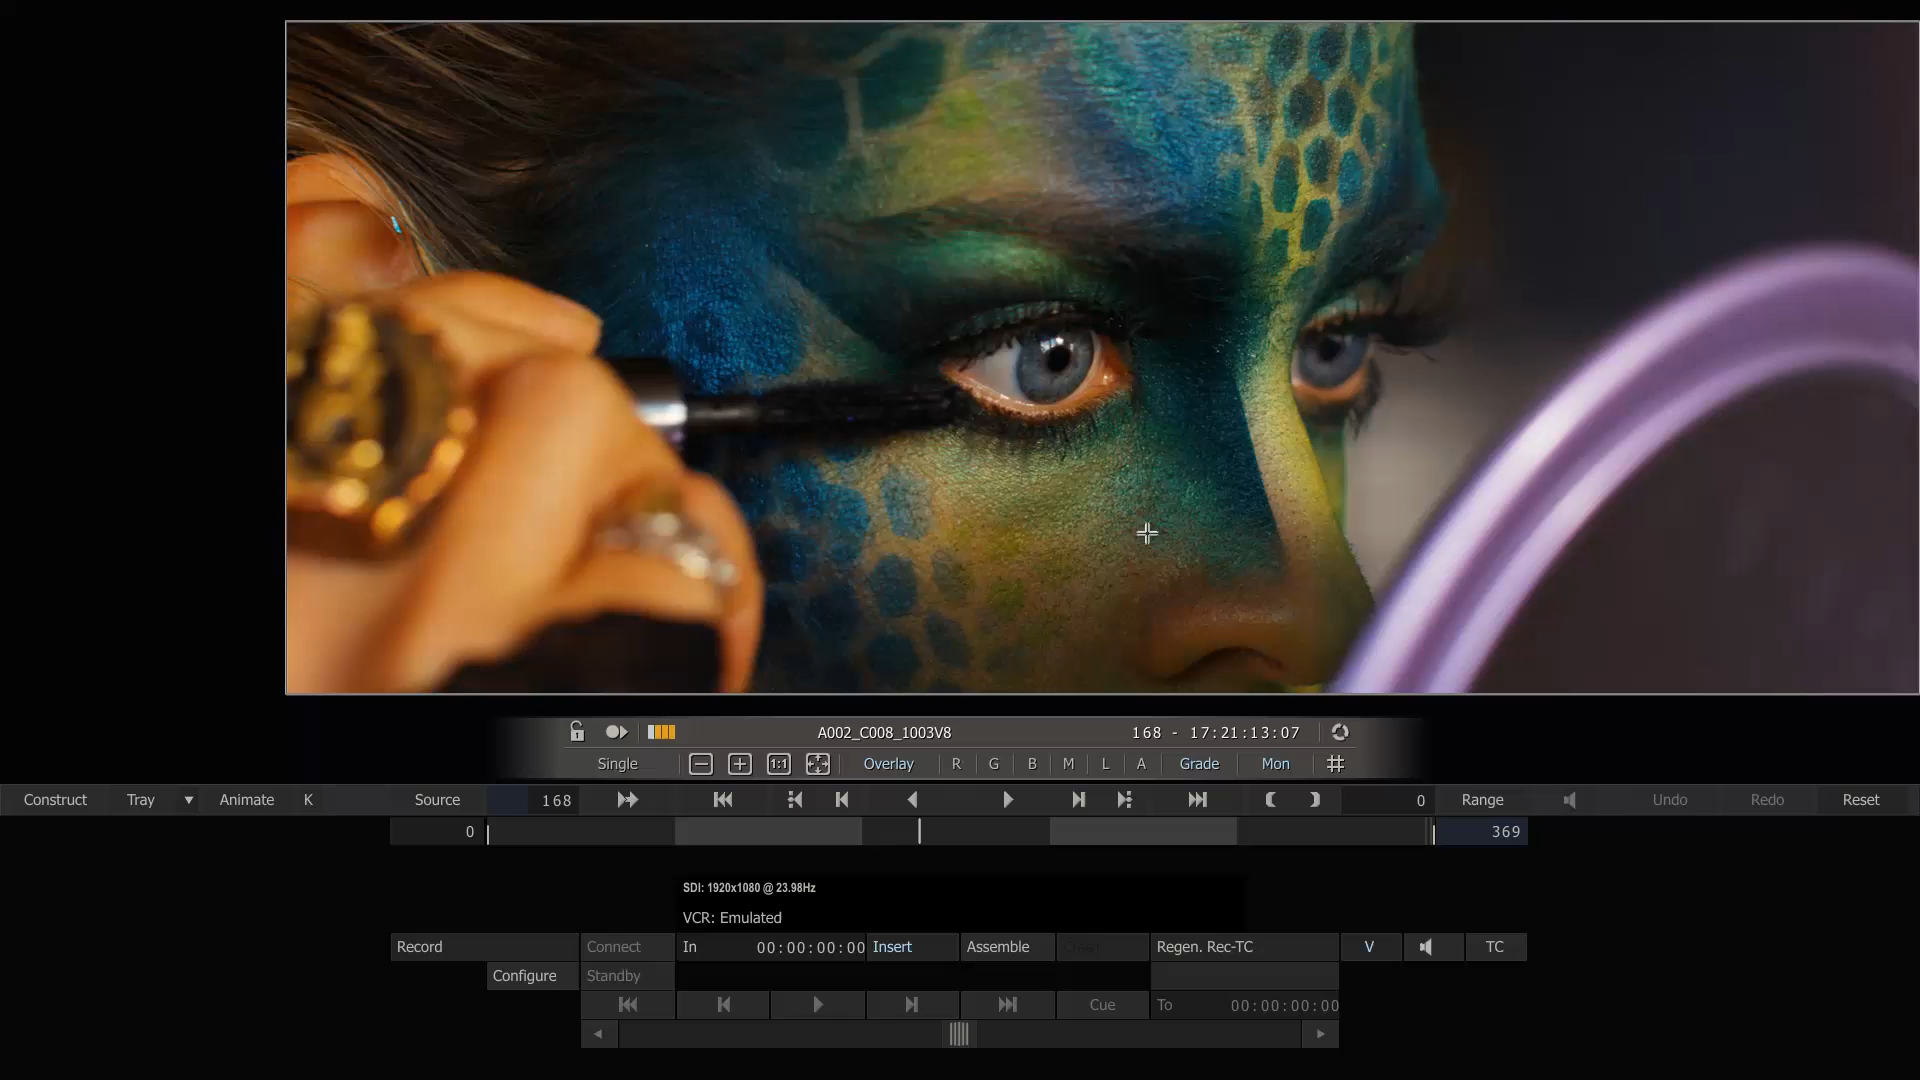 A002_C008_1003V8 168 - 17:21:13:07
Single 1:1 Overlay R G B M L A Grade Mon
Construct Tray Animate K Source 168 0 Range Undo Redo Reset
0 369
SDI: 1920x1080 @ 23.98Hz
VCR: Emulated
Record Connect In 00:00:00:00 Insert Assemble Regen. Rec-TC V TC
Configure Standby
Cue To 00:00:00:00